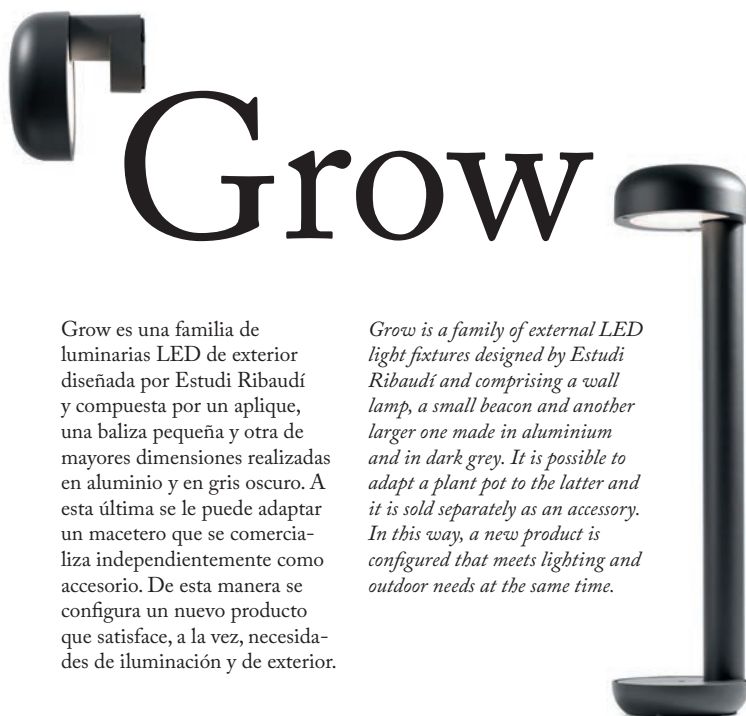 Grow
Grow es una familia de
luminarias LED de exterior
diseñada por Estudi Ribaudí
y compuesta por un aplique,
una baliza pequeña y otra de
mayores dimensiones realizadas
en aluminio y en gris oscuro. A
esta última se le puede adaptar
un macetero que se comercia-
liza independientemente como
accesorio. De esta manera se
configura un nuevo producto
que satisface, a la vez, necesida-
des de iluminación y de exterior.
Grow is a family of external LED
light fixtures designed by Estudi
Ribaudí and comprising a wall
lamp, a small beacon and another
larger one made in aluminium
and in dark grey. It is possible to
adapt a plant pot to the latter and
it is sold separately as an accessory.
In this way, a new product is
configured that meets lighting and
outdoor needs at the same time.